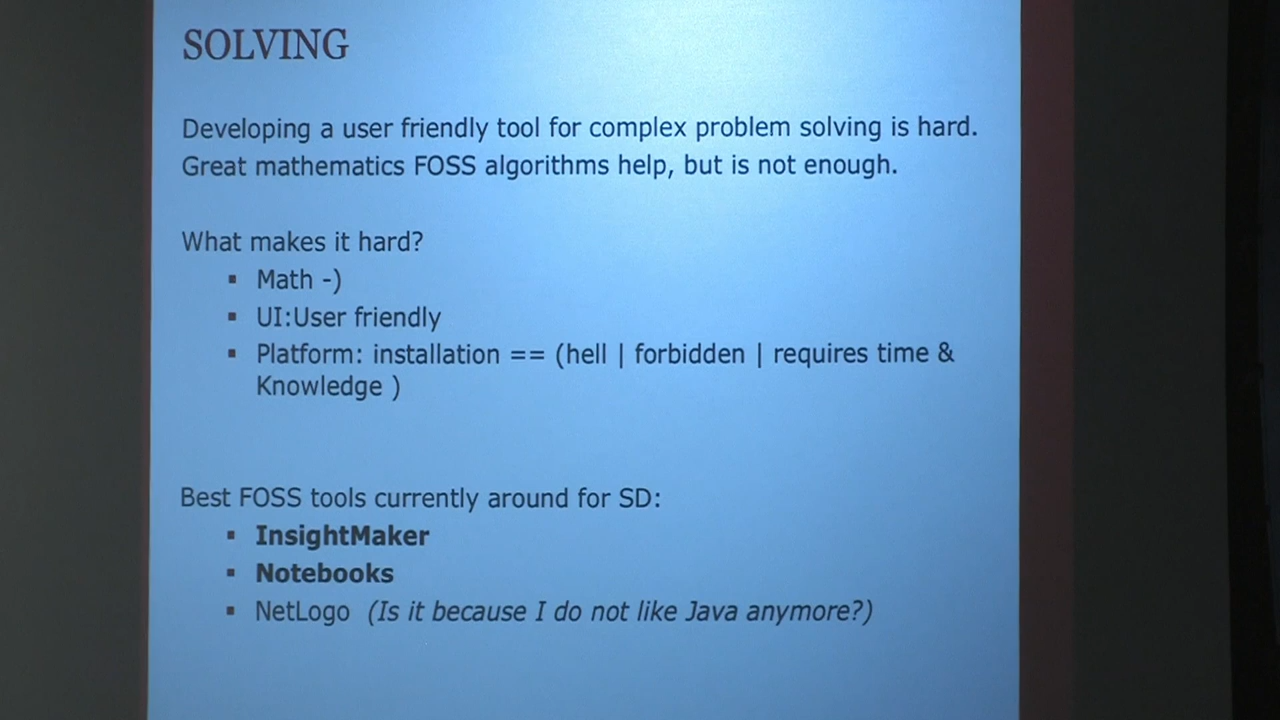 SOLVING
Developing a user friendly tool for complex problem solving is hard.
Great mathematics FOSS algorithms help, but is not enough.
What makes it hard?
▪ Math -)
▪ UI:User friendly
▪ Platform: installation == (hell | forbidden | requires time &
Knowledge )
Best FOSS tools currently around for SD:
▪ InsightMaker
▪ Notebooks
▪ NetLogo (Is it because I do not like Java anymore?)